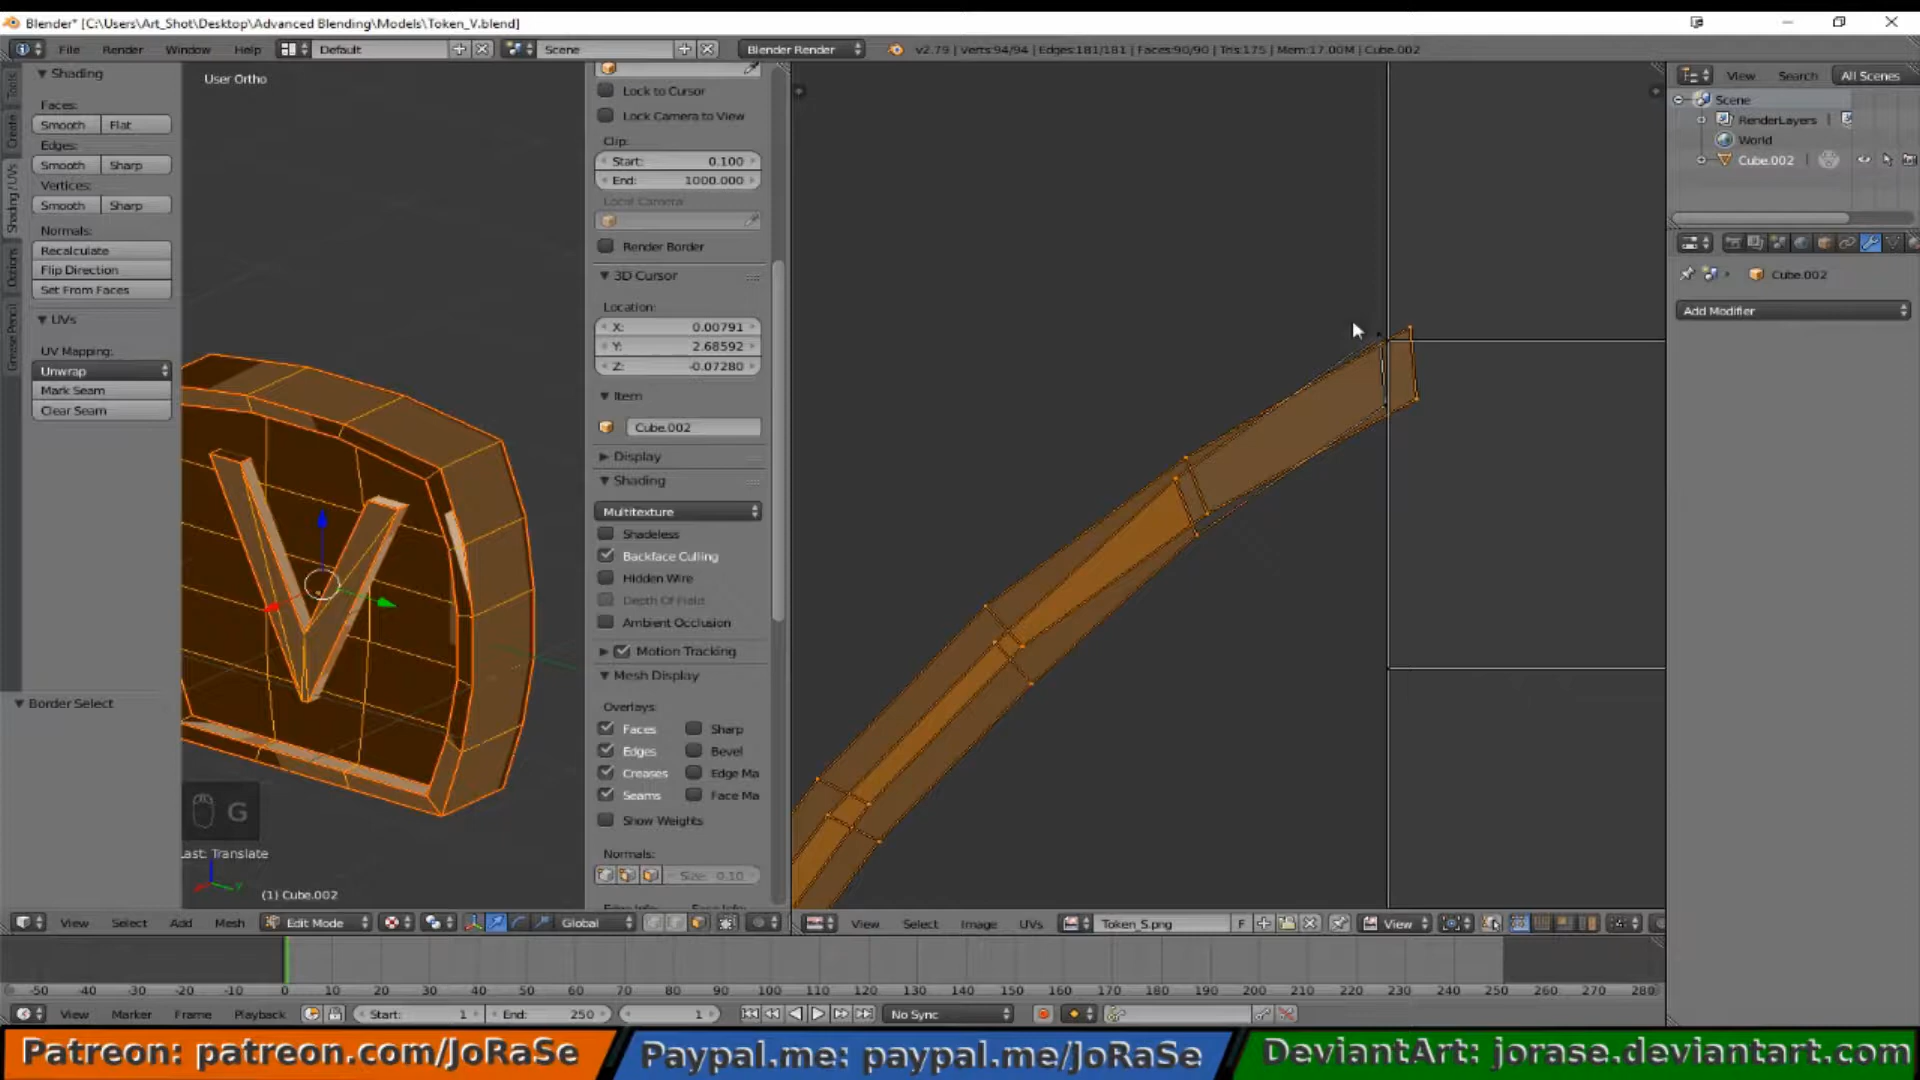 Blender* [C:\Users\Art_Shot\Desktop\Advanced Blending\Models\Token_V.blend]
File Render Window Help Default Scene Blender Render v2.79 | Verts:94/94 | Edges:181/181 | Faces:90/90 | Tris:175 | Mem:17.00M | Cube.002
Tools
Create
Shading/UVs
Options
Grease Pencil
Shading
Faces:
Smooth Flat
Edges:
Smooth Sharp
Vertices:
Smooth Sharp
Normals:
Recalculate
Flip Direction
Set From Faces
UVs
UV Mapping:
Unwrap
Mark Seam
Clear Seam
Border Select
User Ortho
G
ast: Translate
(1) Cube.002
Lock to Cursor
Lock Camera to View
Clip:
Start: 0.100
End: 1000.000
Local Camera
Render Border
3D Cursor
Location:
X: 0.00791
Y: 2.68592
Z: -0.07280
Item
Cube.002
Display
Shading
Multitexture
Shadeless
Backface Culling
Hidden Wire
Depth Of Field
Ambient Occlusion
Motion Tracking
Mesh Display
Overlays:
Faces Sharp
Edges Bevel
Creases Edge Ma
Seams Face Ma
Show Weights
Normals:
Size: 0.10
View Search All Scenes
Scene
RenderLayers
World
Cube.002
Cube.002
Add Modifier
View Select Add Mesh Edit Mode Global
View Select Image UVs Token_S.png F View
-50 -40 -30 -20 -10 0 10 20 30 40 50 60 70 80 90 100 110 120 130 140 150 160 170 180 190 200 210 220 230 240 250 260 270 280
View Marker Frame Playback Start: 1 End: 250 1 No Sync
Patreon: patreon.com/JoRaSe Paypal.me: paypal.me/JoRaSe DeviantArt: jorase.deviantart.com